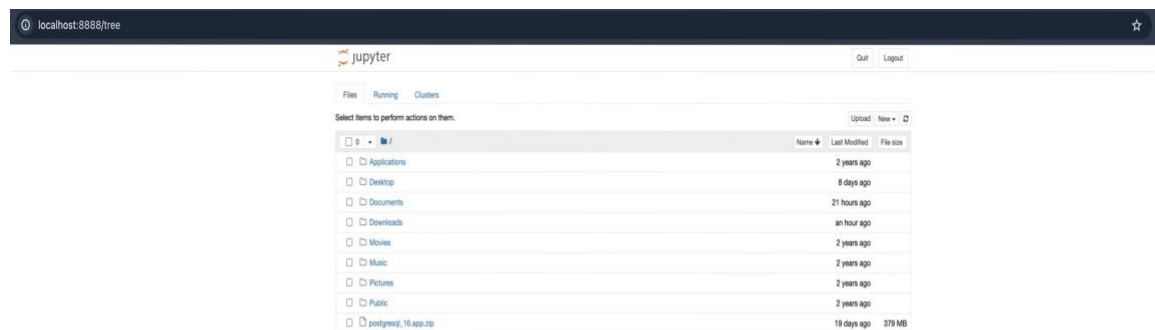 localhost:8888/tree
jupyter
Quit Logout
Files Running Clusters
Select items to perform actions on them.
Upload New
0 / Name Last Modified File size
Applications 2 years ago
Desktop 8 days ago
Documents 21 hours ago
Downloads an hour ago
Movies 2 years ago
Music 2 years ago
Pictures 2 years ago
Public 2 years ago
postgresql_16.app.zip 19 days ago 379 MB